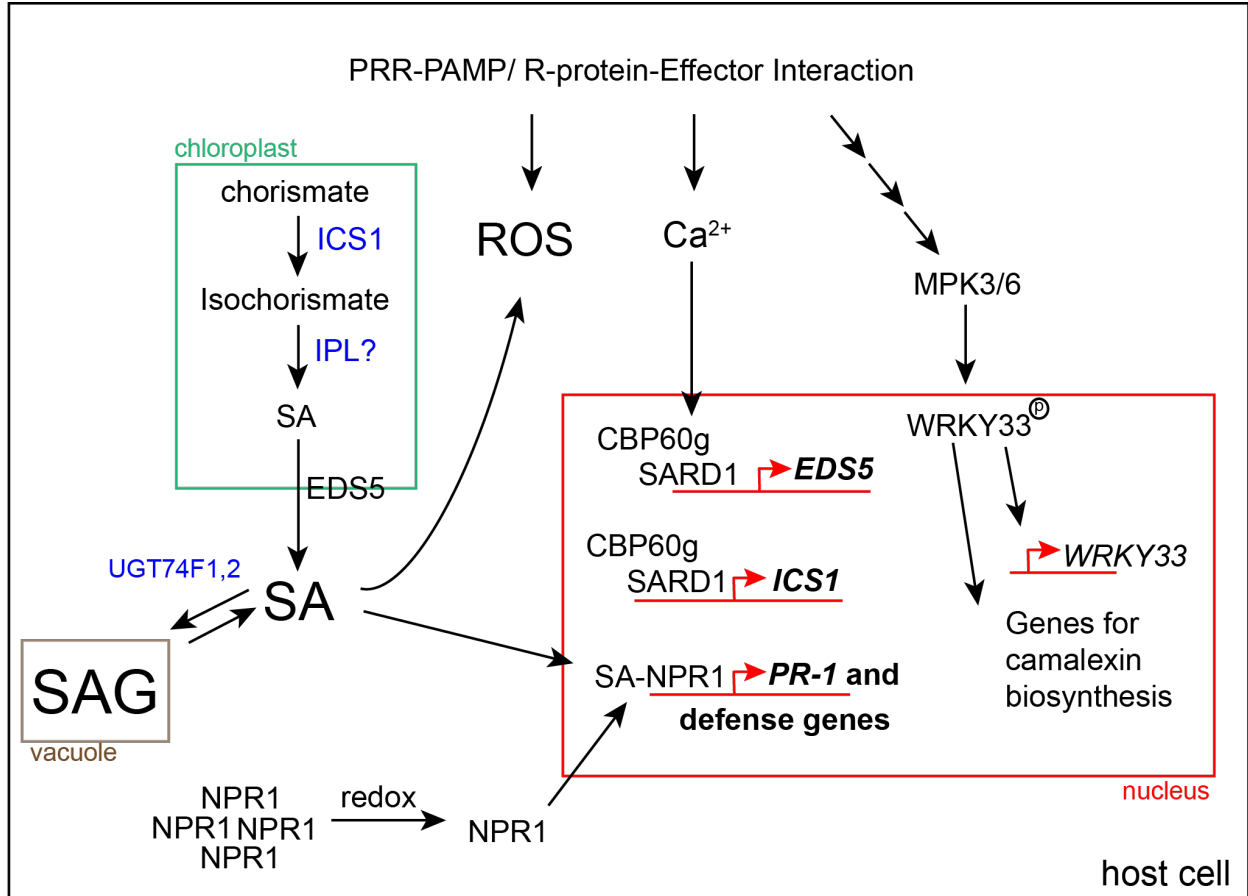 PRR-PAMP/ R-protein-Effector Interaction
chloroplast
chorismate
ICS1
Isochorismate
IPL?
SA
EDS5
UGT74F1,2
SA
SAG
vacuole
ROS
Ca²⁺
MPK3/6
WRKY33 p
CBP60g
SARD1 EDS5
CBP60g
SARD1 ICS1
SA-NPR1 PR-1 and
defense genes
WRKY33
Genes for
camalexin
biosynthesis
nucleus
NPR1
NPR1 NPR1
NPR1
redox
NPR1
host cell